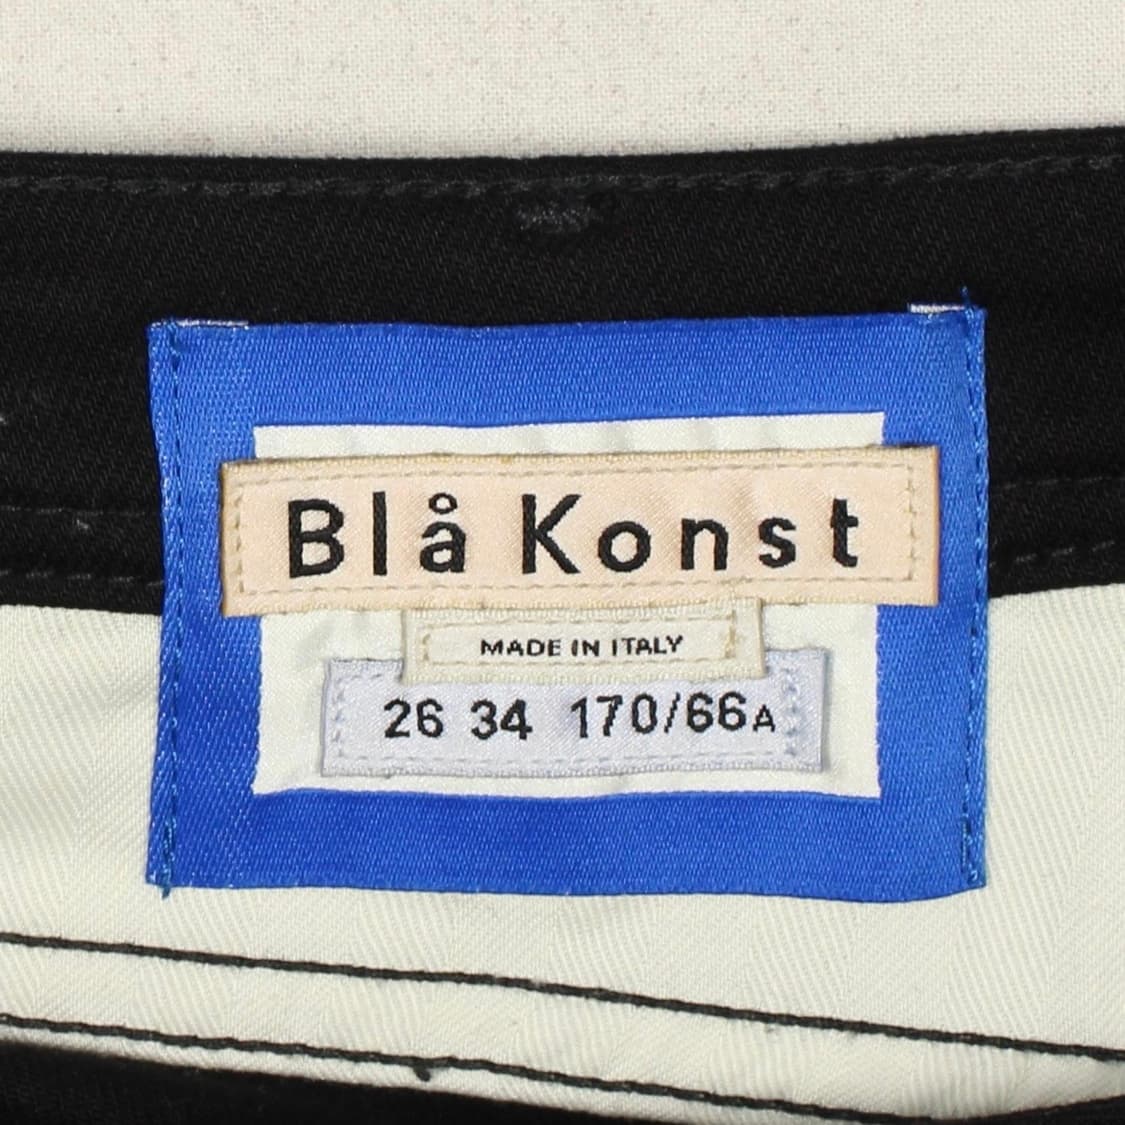 Blå Konst
MADE IN ITALY
26 34 170/66A